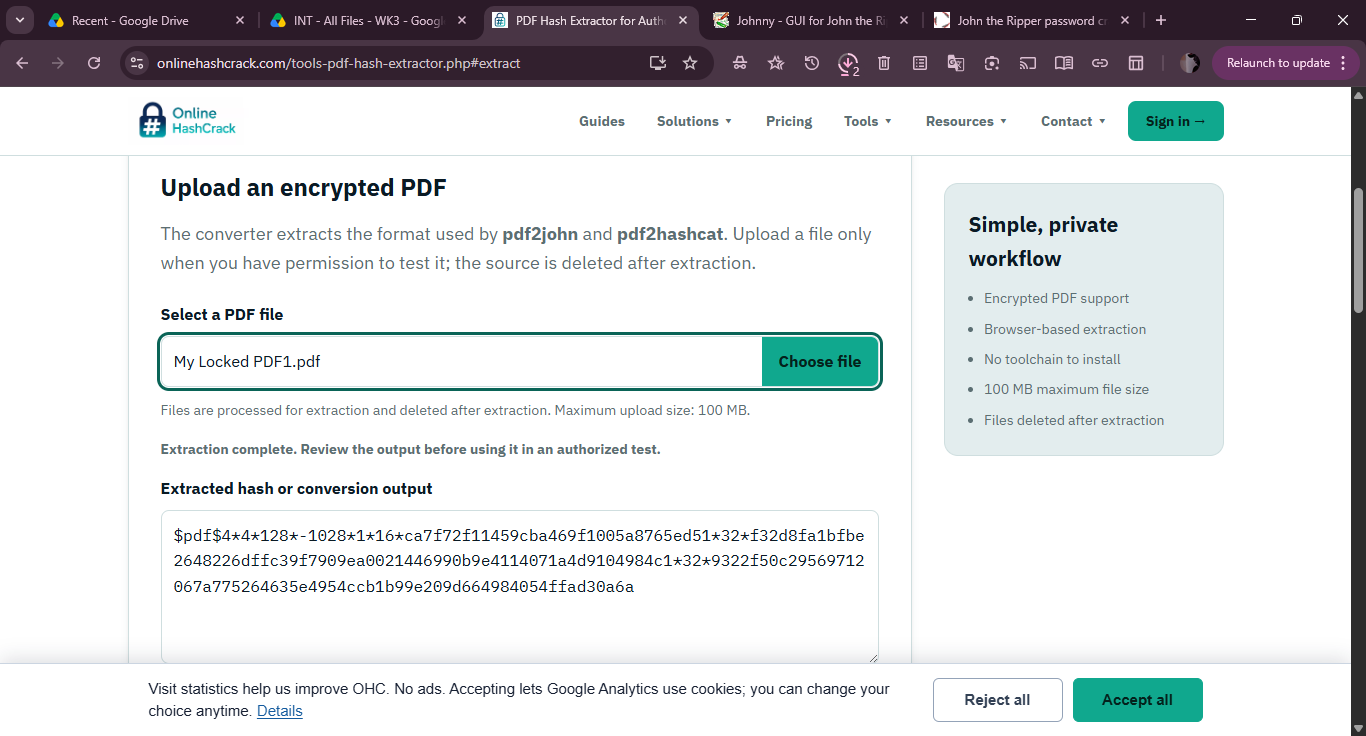 Recent - Google Drive
INT - All Files - WK3 - Googl
PDF Hash Extractor for Auth
Johnny - GUI for John the Ri
John the Ripper password cr
onlinehashcrack.com/tools-pdf-hash-extractor.php#extract
2
Relaunch to update
#
Online
HashCrack
Guides
Solutions
Pricing
Tools
Resources
Contact
Sign in →
Upload an encrypted PDF
The converter extracts the format used by pdf2john and pdf2hashcat. Upload a file only
when you have permission to test it; the source is deleted after extraction.
Select a PDF file
My Locked PDF1.pdf
Choose file
Files are processed for extraction and deleted after extraction. Maximum upload size: 100 MB.
Extraction complete. Review the output before using it in an authorized test.
Extracted hash or conversion output
$pdf$4*4*128*-1028*1*16*ca7f72f11459cba469f1005a8765ed51*32*f32d8fa1bfbe
2648226dffc39f7909ea0021446990b9e4114071a4d9104984c1*32*9322f50c29569712
067a775264635e4954ccb1b99e209d664984054ffad30a6a
Simple, private
workflow
• Encrypted PDF support
• Browser-based extraction
• No toolchain to install
• 100 MB maximum file size
• Files deleted after extraction
Visit statistics help us improve OHC. No ads. Accepting lets Google Analytics use cookies; you can change your
choice anytime. Details
Reject all
Accept all